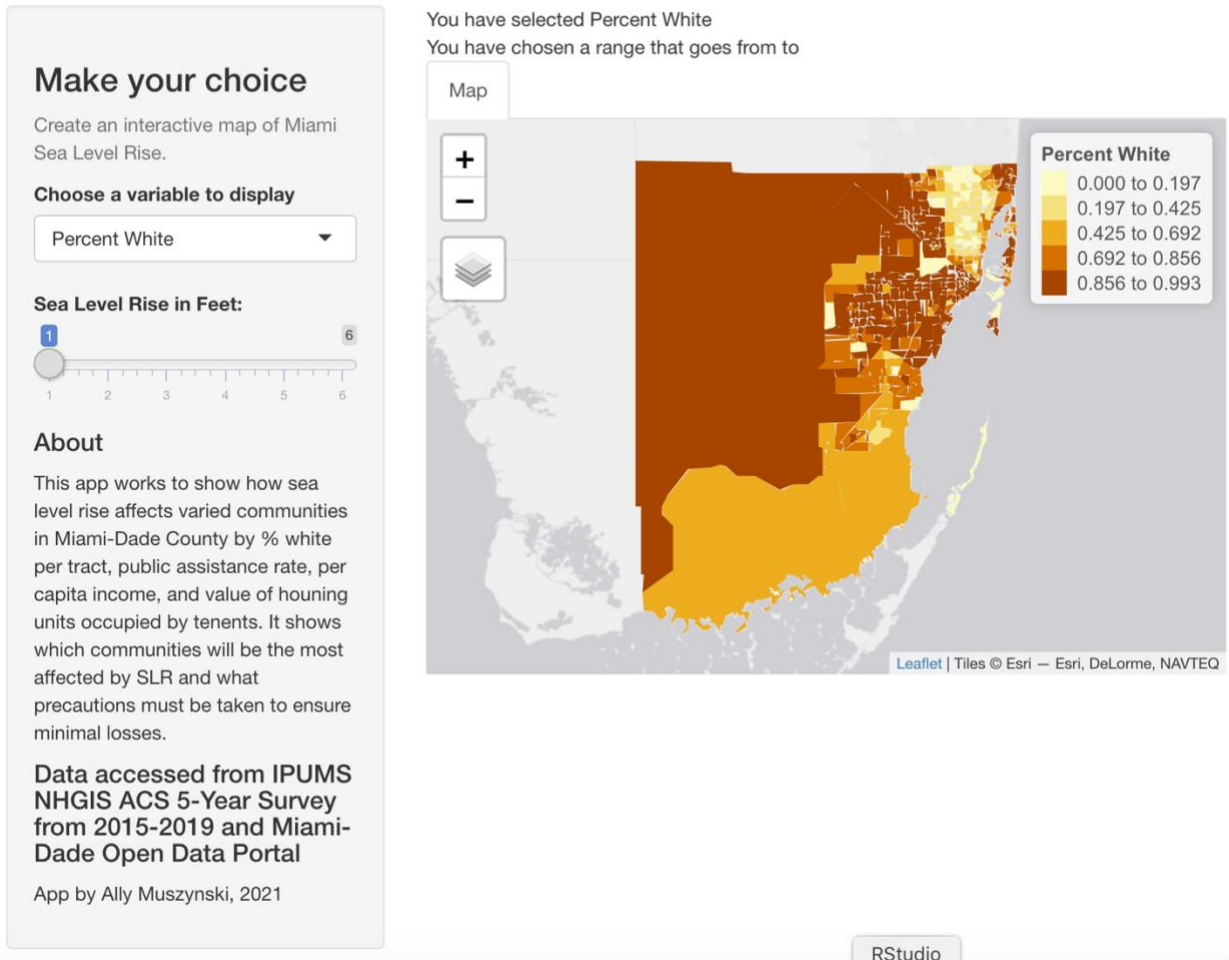 Make your choice
Create an interactive map of Miami
Sea Level Rise.
Choose a variable to display
Percent White
Sea Level Rise in Feet:
1
6
1 2 3 4 5 6
About
This app works to show how sea
level rise affects varied communities
in Miami-Dade County by % white
per tract, public assistance rate, per
capita income, and value of houning
units occupied by tenents. It shows
which communities will be the most
affected by SLR and what
precautions must be taken to ensure
minimal losses.
Data accessed from IPUMS
NHGIS ACS 5-Year Survey
from 2015-2019 and Miami-
Dade Open Data Portal
App by Ally Muszynski, 2021
You have selected Percent White
You have chosen a range that goes from to
Map
+
−
Percent White
0.000 to 0.197
0.197 to 0.425
0.425 to 0.692
0.692 to 0.856
0.856 to 0.993
Leaflet | Tiles © Esri — Esri, DeLorme, NAVTEQ
RStudio